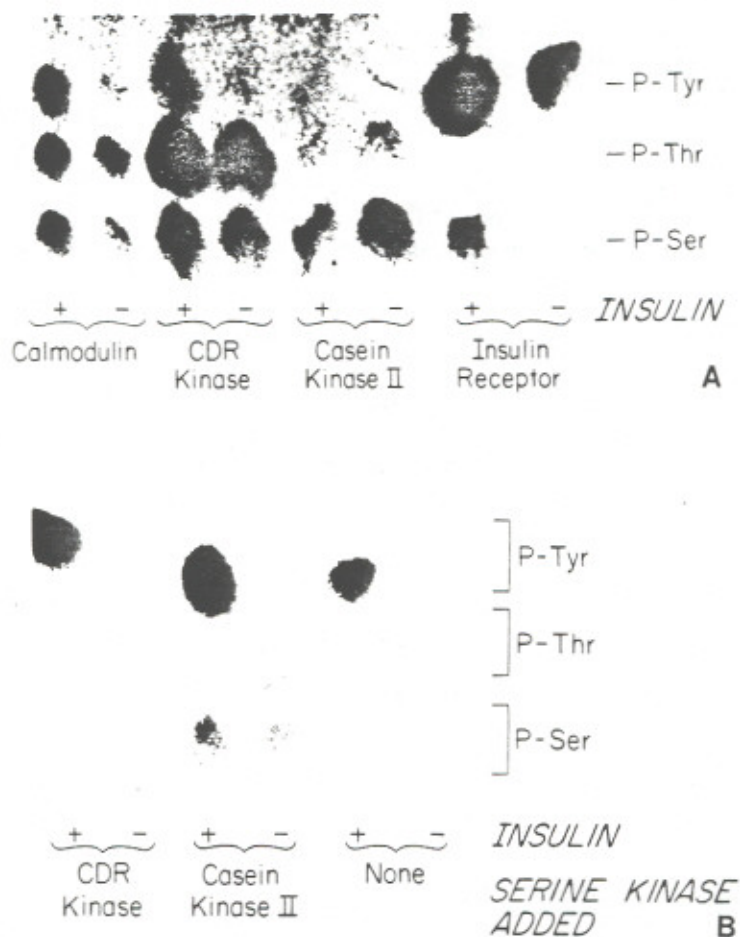 – P-Tyr
– P-Thr
– P-Ser
+ – + – + – + – INSULIN
Calmodulin CDR Kinase Casein Kinase II Insulin Receptor
A
P-Tyr
P-Thr
P-Ser
+ – + – + – INSULIN
CDR Kinase Casein Kinase II None SERINE KINASE ADDED
B